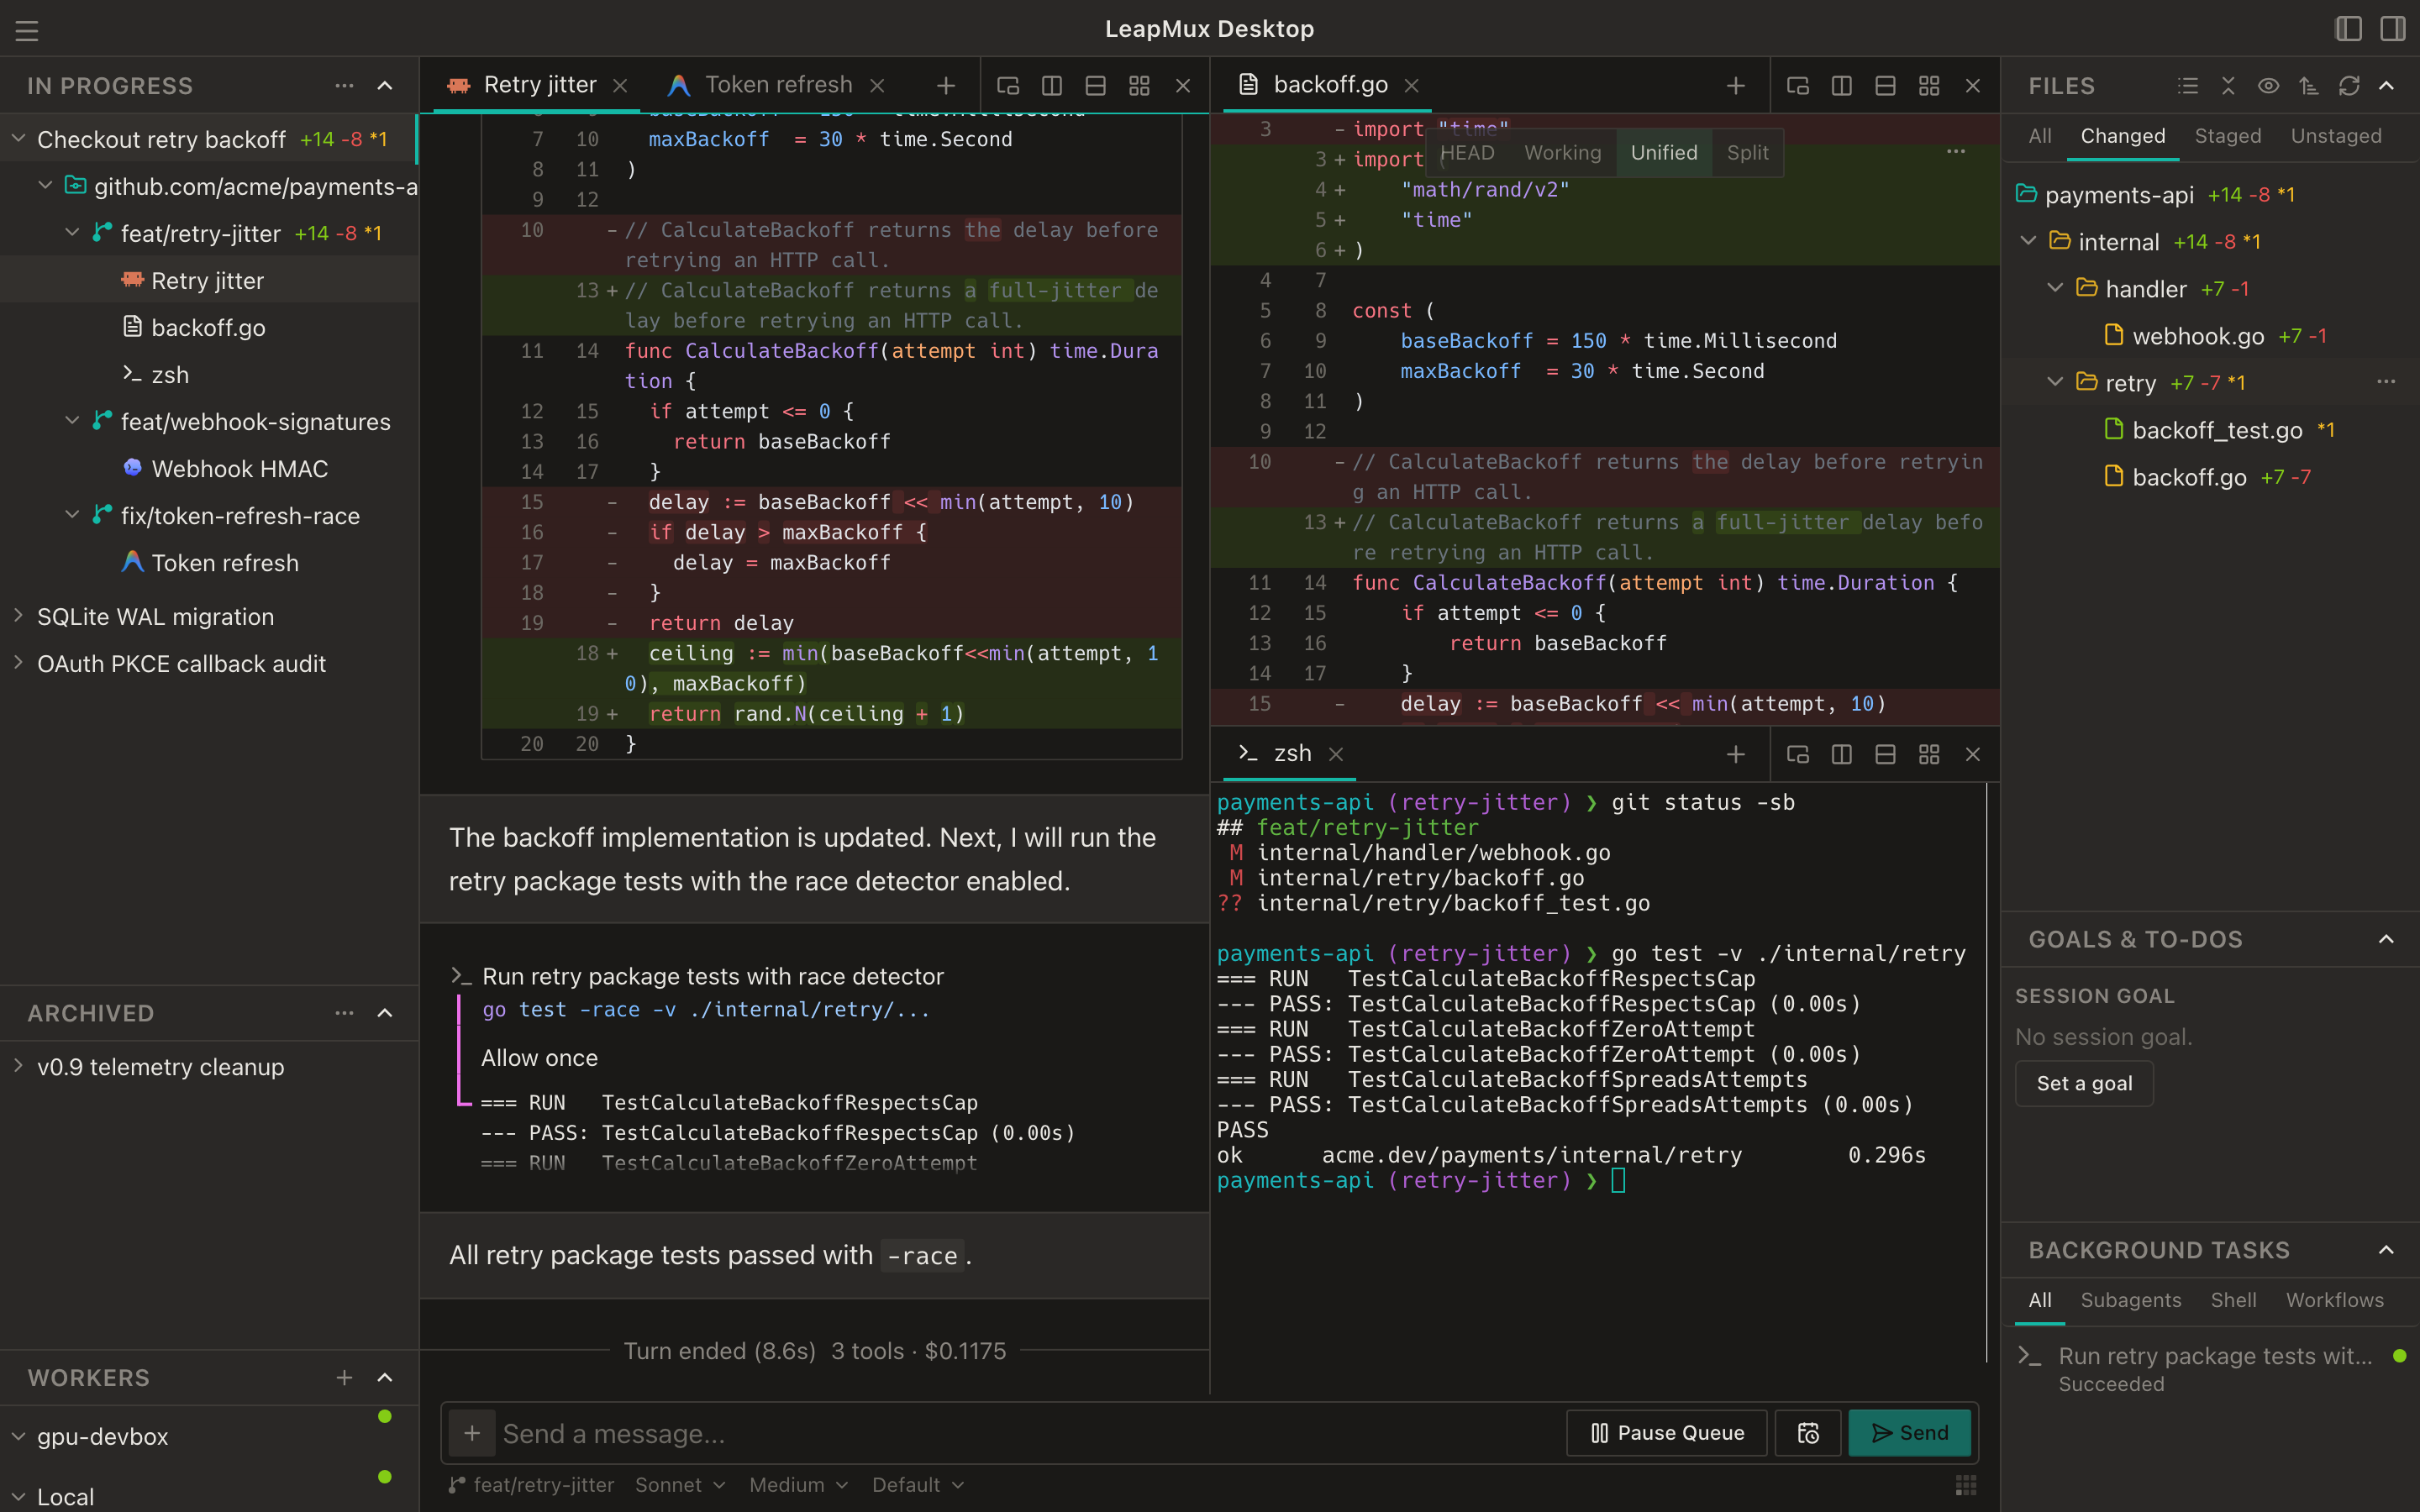 LeapMux Desktop
IN PROGRESS
Checkout retry backoff +14 -8 *1
github.com/acme/payments-a
feat/retry-jitter +14 -8 *1
Retry jitter
backoff.go
zsh
feat/webhook-signatures
Webhook HMAC
fix/token-refresh-race
Token refresh
SQLite WAL migration
OAuth PKCE callback audit
ARCHIVED
v0.9 telemetry cleanup
WORKERS
gpu-devbox
Local
Retry jitter
Token refresh
7 10 maxBackoff = 30 * time.Second
8 11 )
9 12
10 - // CalculateBackoff returns the delay before
retrying an HTTP call.
13 + // CalculateBackoff returns a full-jitter de
lay before retrying an HTTP call.
11 14 func CalculateBackoff(attempt int) time.Dura
tion {
12 15 if attempt <= 0 {
13 16 return baseBackoff
14 17 }
15 - delay := baseBackoff << min(attempt, 10)
16 - if delay > maxBackoff {
17 - delay = maxBackoff
18 - }
19 - return delay
18 + ceiling := min(baseBackoff<<min(attempt, 1
0), maxBackoff)
19 + return rand.N(ceiling + 1)
20 20 }
The backoff implementation is updated. Next, I will run the
retry package tests with the race detector enabled.
Run retry package tests with race detector
go test -race -v ./internal/retry/...
Allow once
=== RUN TestCalculateBackoffRespectsCap
--- PASS: TestCalculateBackoffRespectsCap (0.00s)
=== RUN TestCalculateBackoffZeroAttempt
All retry package tests passed with -race.
Turn ended (8.6s) 3 tools · $0.1175
backoff.go
3 - import "time"
3 + import (
HEAD Working Unified Split
4 + "math/rand/v2"
5 + "time"
6 + )
4 7
5 8 const (
6 9 baseBackoff = 150 * time.Millisecond
7 10 maxBackoff = 30 * time.Second
8 11 )
9 12
10 - // CalculateBackoff returns the delay before retryin
g an HTTP call.
13 + // CalculateBackoff returns a full-jitter delay befo
re retrying an HTTP call.
11 14 func CalculateBackoff(attempt int) time.Duration {
12 15 if attempt <= 0 {
13 16 return baseBackoff
14 17 }
15 - delay := baseBackoff << min(attempt, 10)
zsh
payments-api (retry-jitter) ❯ git status -sb
## feat/retry-jitter
M internal/handler/webhook.go
M internal/retry/backoff.go
?? internal/retry/backoff_test.go
payments-api (retry-jitter) ❯ go test -v ./internal/retry
=== RUN TestCalculateBackoffRespectsCap
--- PASS: TestCalculateBackoffRespectsCap (0.00s)
=== RUN TestCalculateBackoffZeroAttempt
--- PASS: TestCalculateBackoffZeroAttempt (0.00s)
=== RUN TestCalculateBackoffSpreadsAttempts
--- PASS: TestCalculateBackoffSpreadsAttempts (0.00s)
PASS
ok acme.dev/payments/internal/retry 0.296s
payments-api (retry-jitter) ❯
Send a message...
Pause Queue
Send
feat/retry-jitter Sonnet Medium Default
FILES
All Changed Staged Unstaged
payments-api +14 -8 *1
internal +14 -8 *1
handler +7 -1
webhook.go +7 -1
retry +7 -7 *1
backoff_test.go *1
backoff.go +7 -7
GOALS & TO-DOS
SESSION GOAL
No session goal.
Set a goal
BACKGROUND TASKS
All Subagents Shell Workflows
Run retry package tests wit...
Succeeded